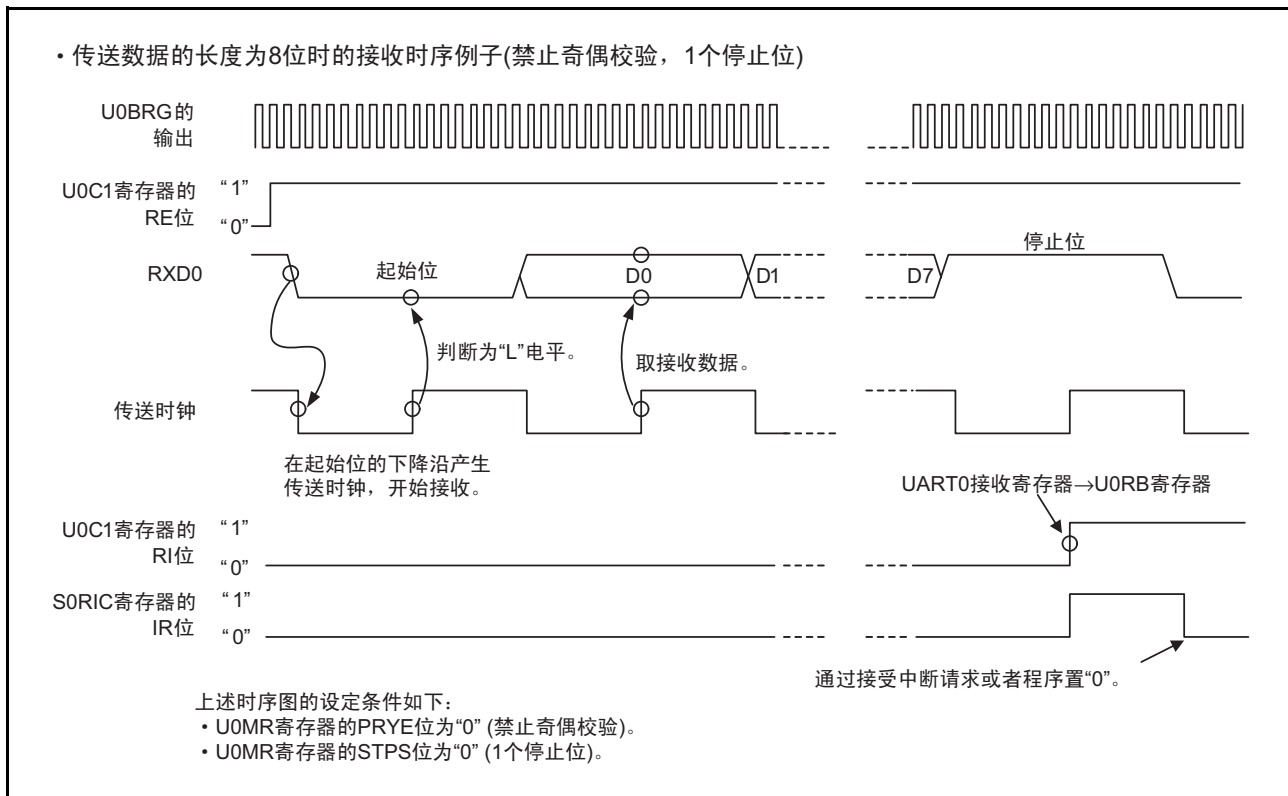 ・传送数据的长度为8位时的接收时序例子(禁止奇偶校验，1个停止位)
U0BRG的
输出
U0C1寄存器的
RE位
“1”
“0”
RXD0
起始位
D0
D1
D7
停止位
判断为“L”电平。
取接收数据。
传送时钟
在起始位的下降沿产生
传送时钟，开始接收。
UART0接收寄存器→U0RB寄存器
U0C1寄存器的
RI位
“1”
“0”
S0RIC寄存器的
IR位
“1”
“0”
通过接受中断请求或者程序置“0”。
上述时序图的设定条件如下：
・U0MR寄存器的PRYE位为“0” (禁止奇偶校验)。
・U0MR寄存器的STPS位为“0” (1个停止位)。